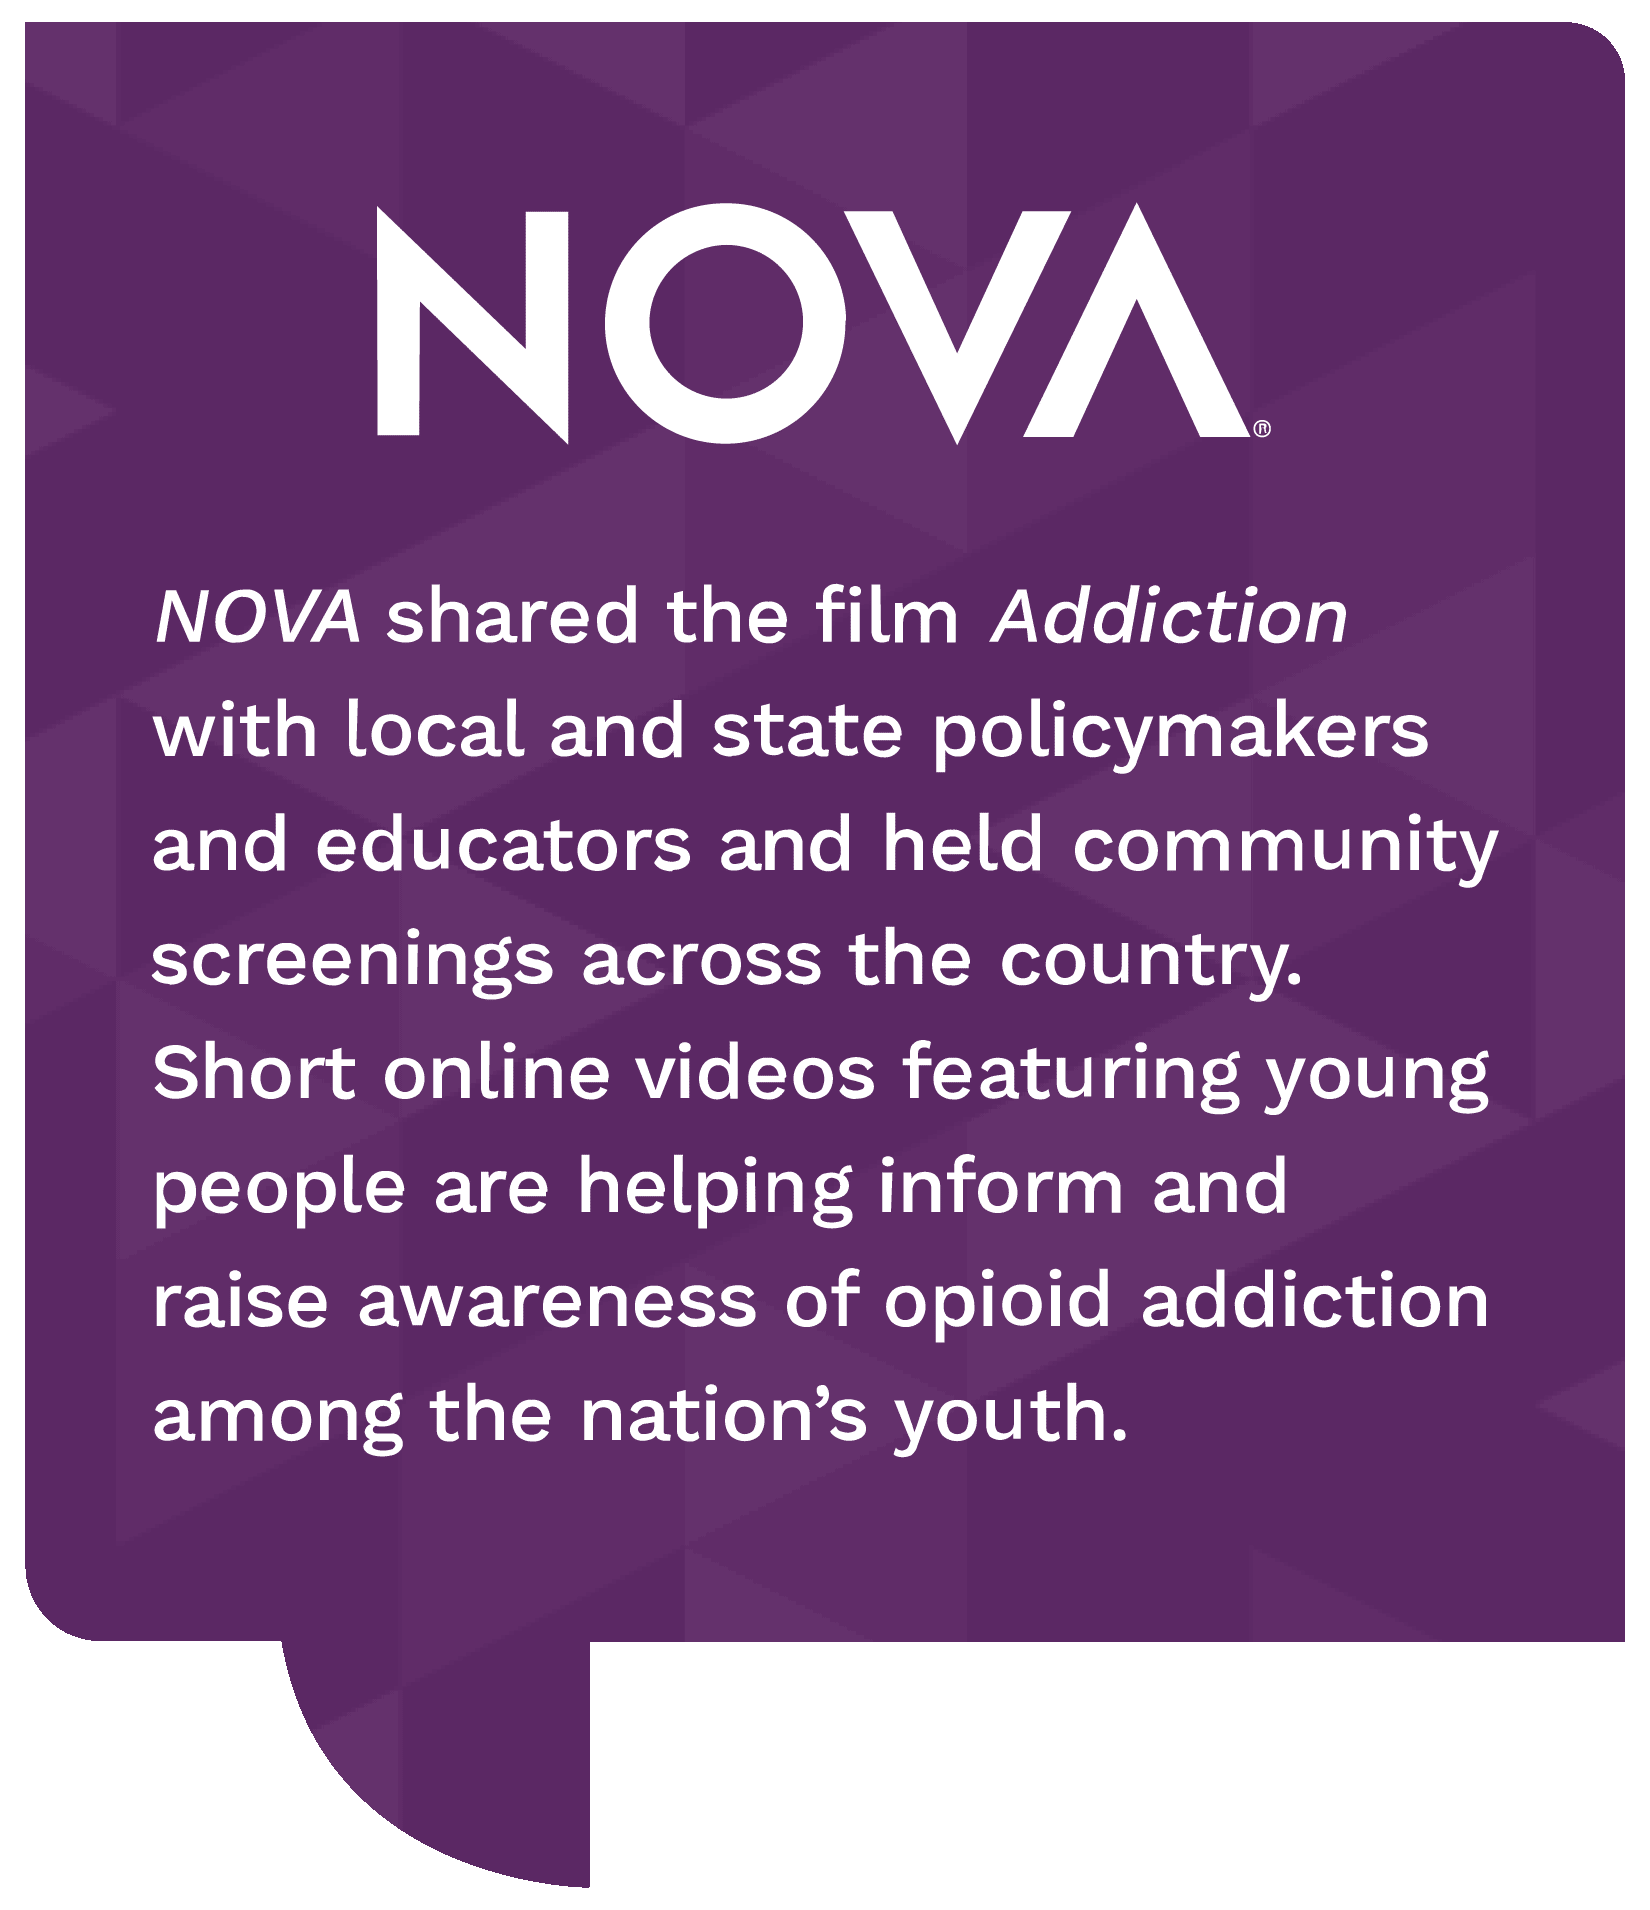 NOVA®
NOVA shared the film Addiction
with local and state policymakers
and educators and held community
screenings across the country.
Short online videos featuring young
people are helping inform and
raise awareness of opioid addiction
among the nation’s youth.